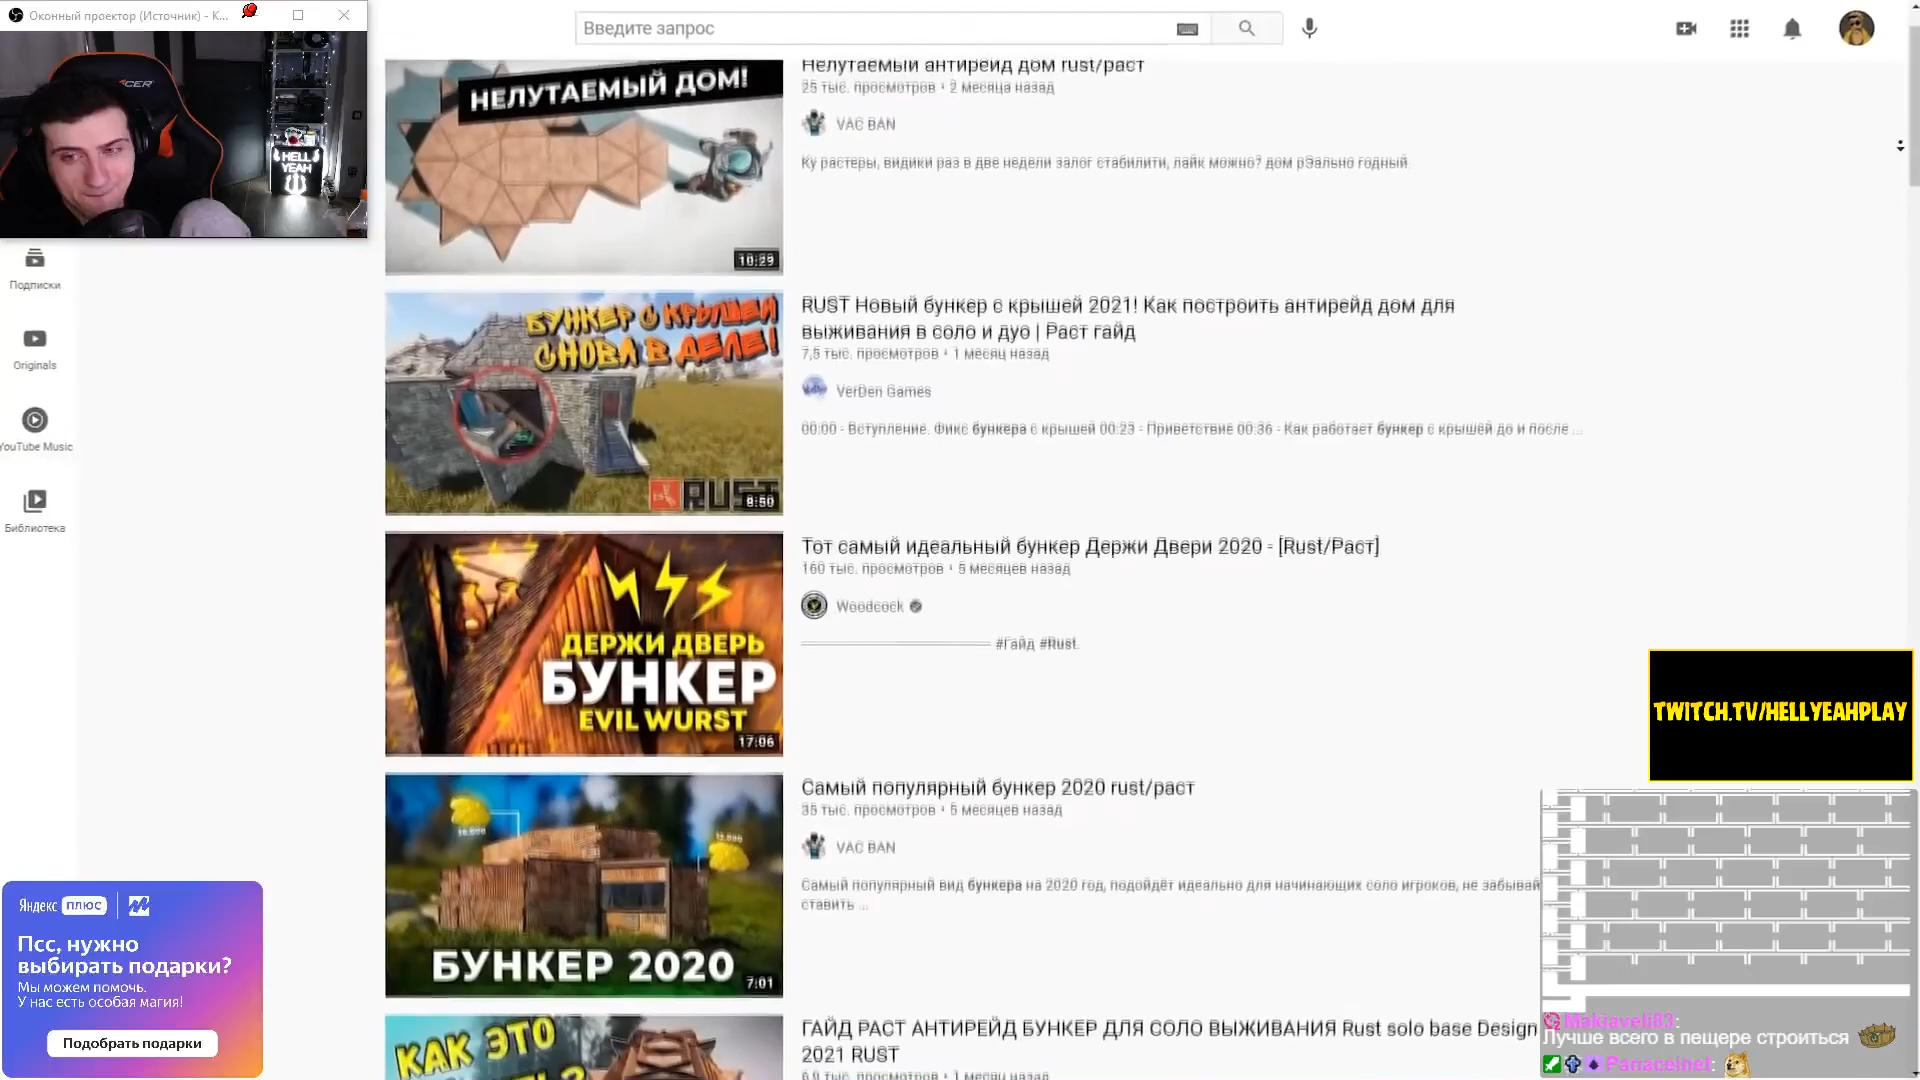 Оконный проектор (Источник) - К...
Введите запрос
НЕЛУТАЕМЫЙ ДОМ!
10:29
Нелутаемый антирейд дом rust/раст
25 тыс. просмотров • 2 месяца назад
VAC BAN
Ку растеры, видики раз в две недели залог стабилити, лайк можно? дом рЭально годный.
ACER
HELL
YEAH
Подписки
Originals
YouTube Music
Библиотека
БУНКЕР С КРЫШЕЙ
СНОВА В ДЕЛЕ!
RUST
8:50
RUST Новый бункер с крышей 2021! Как построить антирейд дом для
выживания в соло и дуо | Раст гайд
7,5 тыс. просмотров • 1 месяц назад
VerDen Games
00:00 - Вступление. Фикс бункера с крышей 00:23 - Приветствие 00:36 - Как работает бункер с крышей до и после ...
ДЕРЖИ ДВЕРЬ
БУНКЕР
EVIL WURST
17:06
Тот самый идеальный бункер Держи Двери 2020 - [Rust/Раст]
160 тыс. просмотров • 5 месяцев назад
Woodcock
#Гайд #Rust.
TWITCH.TV/HELLYEAHPLAY
БУНКЕР 2020
7:01
Самый популярный бункер 2020 rust/раст
35 тыс. просмотров • 5 месяцев назад
VAC BAN
Самый популярный вид бункера на 2020 год, подойдёт идеально для начинающих соло игроков, не забывай
ставить ...
Яндекс плюс
Псс, нужно
выбирать подарки?
Мы можем помочь.
У нас есть особая магия!
Подобрать подарки
КАК ЭТО
ГАЙД РАСТ АНТИРЕЙД БУНКЕР ДЛЯ СОЛО ВЫЖИВАНИЯ Rust solo base Design
2021 RUST
6,9 тыс. просмотров • 1 месяц назад
Makiaveli83:
Лучше всего в пещере строиться
Panacelnet: